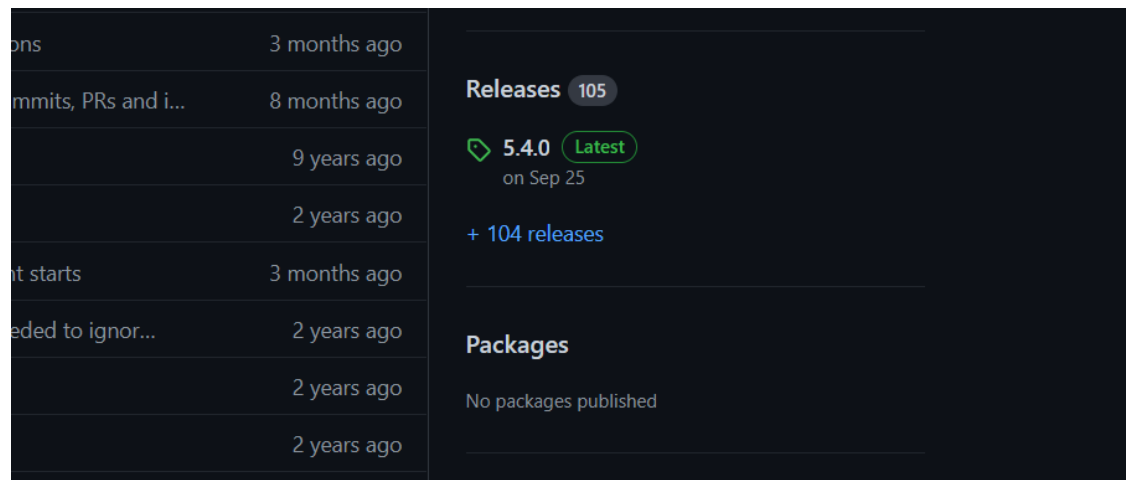 ons
3 months ago
mmits, PRs and i...
8 months ago
9 years ago
2 years ago
nt starts
3 months ago
eded to ignor...
2 years ago
2 years ago
2 years ago
Releases 105
5.4.0 Latest
on Sep 25
+ 104 releases
Packages
No packages published